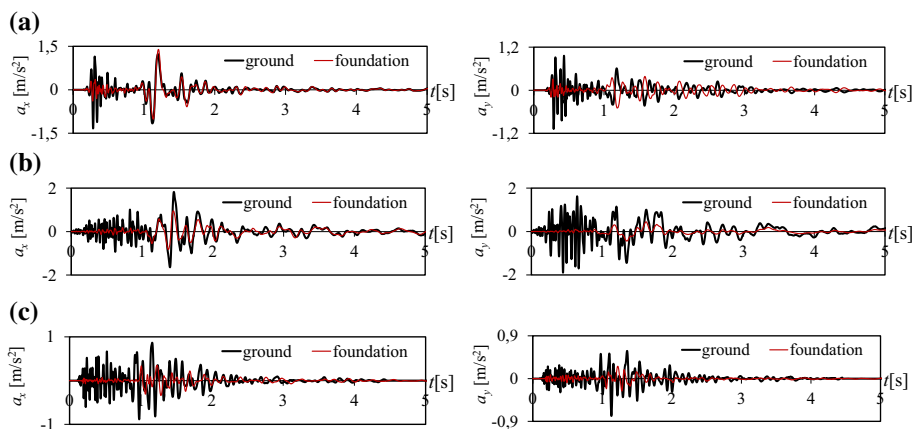 (a)
1,5
0
-1,5
aₓ [m/s²]
ground foundation
0 1 2 3 4 5
t[s]
1,2
0
-1,2
a_y [m/s²]
ground foundation
0 1 2 3 4 5
t[s]
(b)
2
0
-2
aₓ [m/s²]
ground foundation
0 1 2 3 4 5
t[s]
2
0
-2
a_y [m/s²]
ground foundation
0 1 2 3 4 5
t[s]
(c)
1
-1
aₓ [m/s²]
ground foundation
0 1 2 3 4 5
t[s]
0,9
0
-0,9
a_y [m/s²]
ground foundation
0 1 2 3 4 5
t[s]